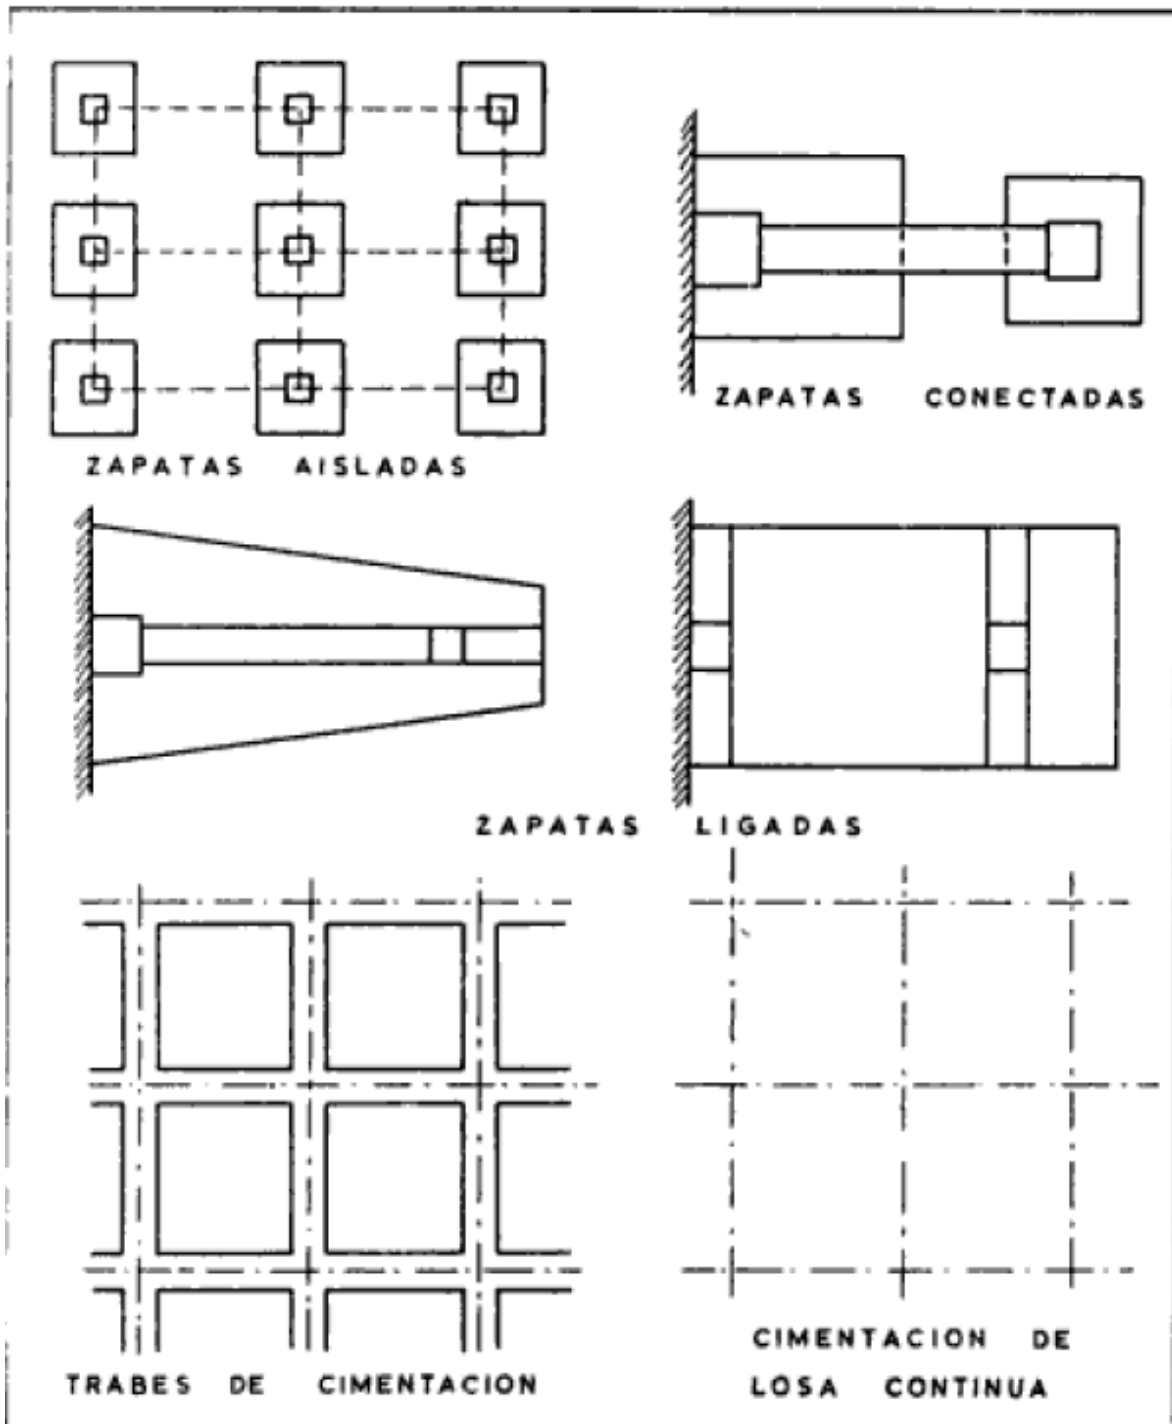 ZAPATAS AISLADAS
ZAPATAS CONECTADAS
ZAPATAS LIGADAS
TRABES DE CIMENTACION
CIMENTACION DE
LOSA CONTINUA